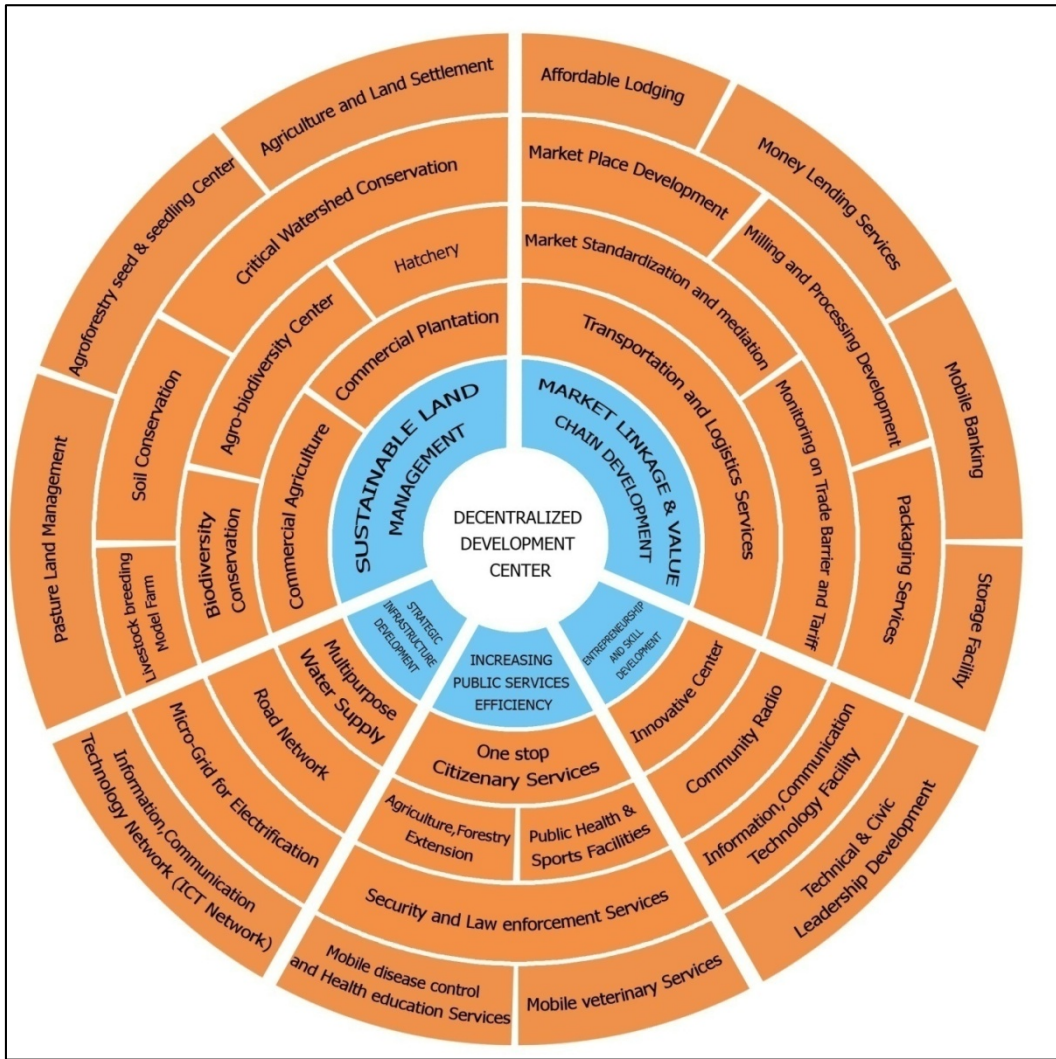 DECENTRALIZED
DEVELOPMENT
CENTER
SUSTAINABLE LAND
MANAGEMENT
Commercial Agriculture
Commercial Plantation
Biodiversity
Conservation
Agro-biodiversity Center
Hatchery
Livestock breeding
Model Farm
Soil Conservation
Critical Watershed Conservation
Pasture Land Management
Agroforestry seed & seedling Center
Agriculture and Land Settlement
MARKET LINKAGE & VALUE
CHAIN DEVELOPMENT
Transportation and Logistics Services
Market Standardization and mediation
Monitoring on Trade Barrier and Tariff
Market Place Development
Milling and Processing Development
Packaging Services
Affordable Lodging
Money Lending Services
Mobile Banking
Storage Facility
ENTREPRENEURSHIP
AND SKILL
DEVELOPMENT
Innovative Center
Community Radio
Information,Communication
Technology Facility
Technical & Civic
Leadership Development
INCREASING
PUBLIC SERVICES
EFFICIENCY
One stop
Citizenary Services
Agriculture,Forestry
Extension
Public Health &
Sports Facilities
Security and Law enforcement Services
Mobile disease control
and Health education Services
Mobile veterinary Services
STRATEGIC
INFRASTRUCTURE
DEVELOPMENT
Multipurpose
Water Supply
Road Network
Micro-Grid for Electrification
Information,Communication
Technology Network (ICT Network)